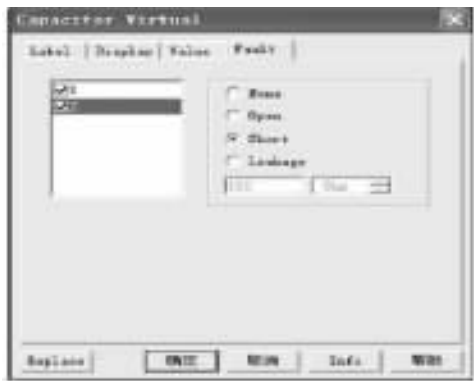 Capacitor Virtual
Label Display Value Fault
1
2
None
Open
Short
Leakage
Ohm
Replace 确定 取消 Info 帮助